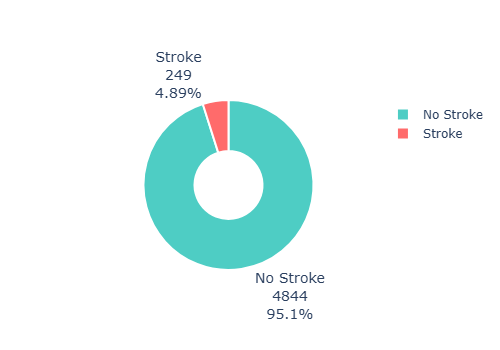 Stroke
249
4.89%
No Stroke
Stroke
No Stroke
4844
95.1%